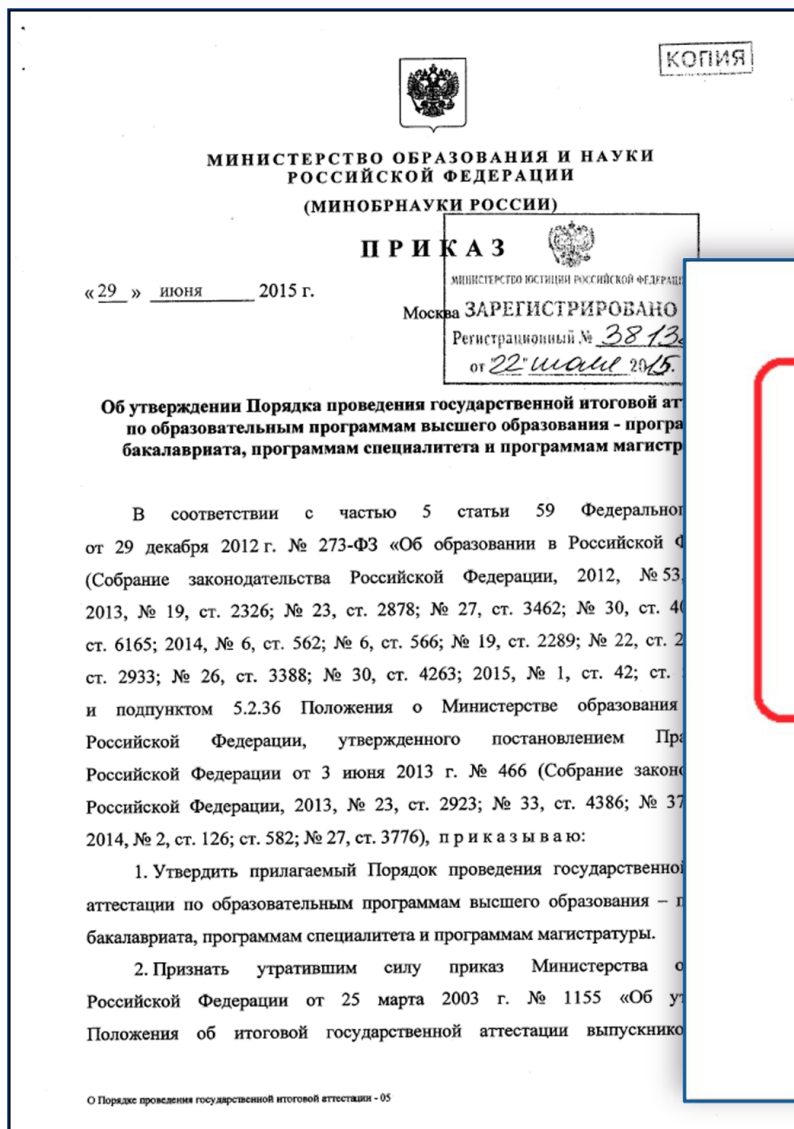 КОПИЯ
МИНИСТЕРСТВО ОБРАЗОВАНИЯ И НАУКИ
РОССИЙСКОЙ ФЕДЕРАЦИИ
(МИНОБРНАУКИ РОССИИ)
ПРИКАЗ
МИНИСТЕРСТВО ЮСТИЦИИ РОССИЙСКОЙ
« 29 » июня 2015 г.
Москва ЗАРЕГИСТРИРОВАНО
Регистрационный № 3813
от "22" июля 2015.
Об утверждении Порядка проведения государственной итоговой
по образовательным программам высшего образования -
бакалавриата, программам специалитета и программам
В соответствии с частью 5 статьи 59
от 29 декабря 2012 г. № 273-ФЗ «Об образовании в Российской
(Собрание законодательства Российской Федерации, 2012, № 53,
2013, № 19, ст. 2326; № 23, ст. 2878; № 27, ст. 3462; № 30, ст.
ст. 6165; 2014, № 6, ст. 562; № 6, ст. 566; № 19, ст. 2289; № 22, ст.
ст. 2933; № 26, ст. 3388; № 30, ст. 4263; 2015, № 1, ст. 42; ст.
и подпунктом 5.2.36 Положения о Министерстве образования
Российской Федерации, утвержденного постановлением
Российской Федерации от 3 июня 2013 г. № 466 (Собрание
Российской Федерации, 2013, № 23, ст. 2923; № 33, ст. 4386; № 37
2014, № 2, ст. 126; ст. 582; № 27, ст. 3776), п р и к а з ы в а ю:
1. Утвердить прилагаемый Порядок проведения государственной
аттестации по образовательным программам высшего образования –
бакалавриата, программам специалитета и программам магистратуры.
2. Признать утратившим силу приказ Министерства
Российской Федерации от 25 марта 2003 г. № 1155 «Об
Положения об итоговой государственной аттестации
О Порядке проведения государственной итоговой аттестации - 05